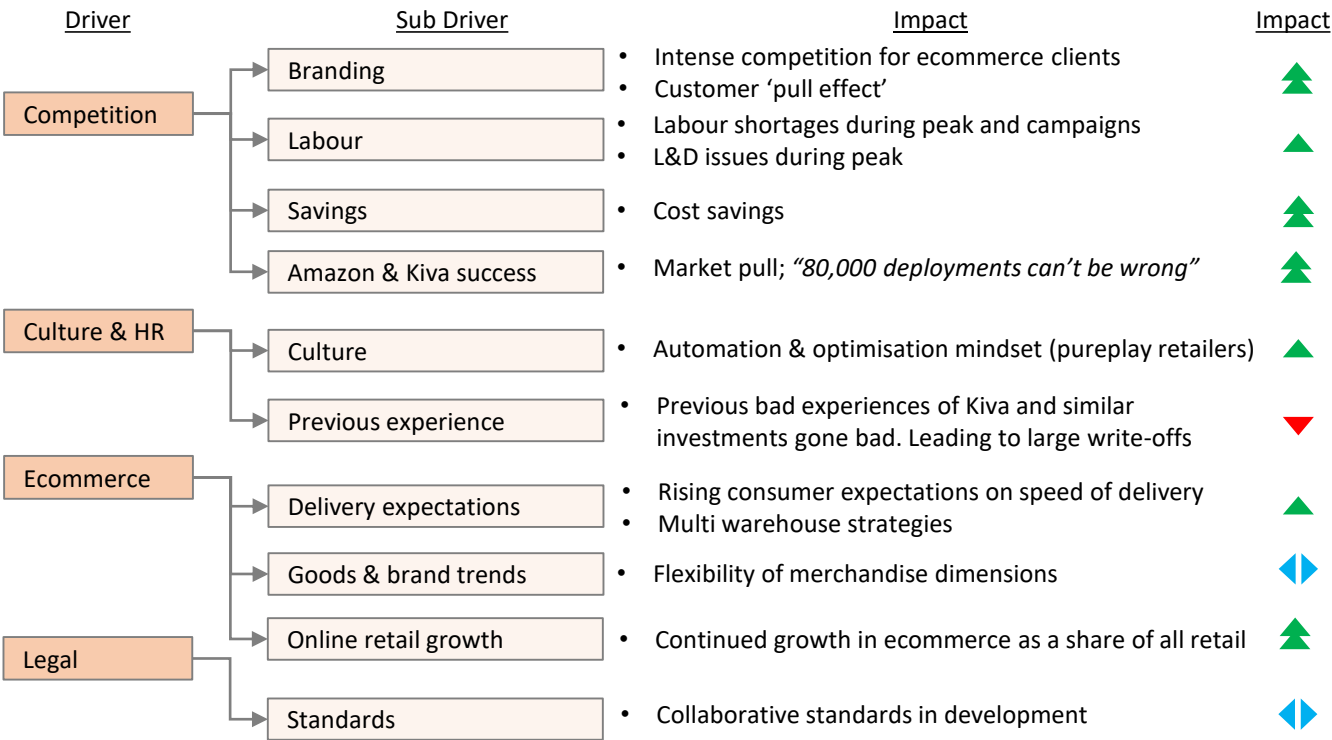 Driver Sub Driver Impact Impact
Competition
Branding
• Intense competition for ecommerce clients
• Customer ‘pull effect’
Labour
• Labour shortages during peak and campaigns
• L&D issues during peak
Savings
• Cost savings
Amazon & Kiva success
• Market pull; “80,000 deployments can’t be wrong”
Culture & HR
Culture
• Automation & optimisation mindset (pureplay retailers)
Previous experience
• Previous bad experiences of Kiva and similar
investments gone bad. Leading to large write-offs
Ecommerce
Delivery expectations
• Rising consumer expectations on speed of delivery
• Multi warehouse strategies
Goods & brand trends
• Flexibility of merchandise dimensions
Online retail growth
• Continued growth in ecommerce as a share of all retail
Legal
Standards
• Collaborative standards in development